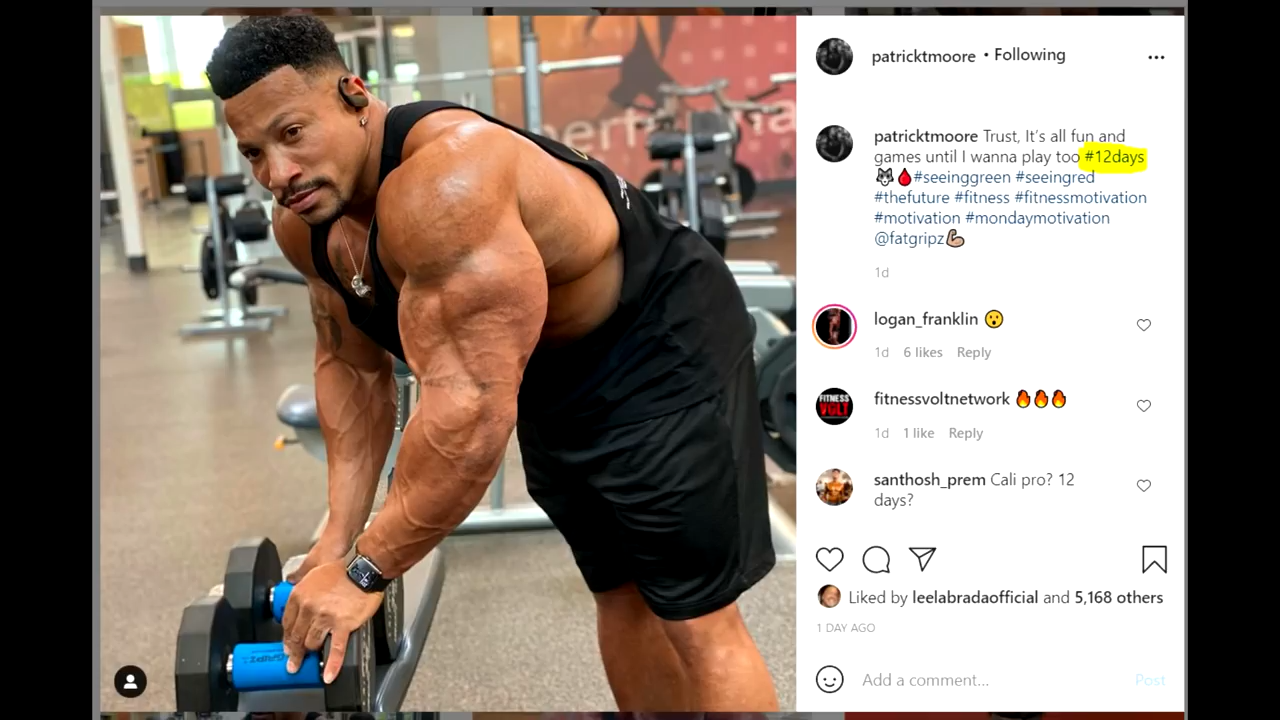 patricktmoore • Following
patricktmoore Trust, It's all fun and
games until I wanna play too #12days
🐺🩸#seeinggreen #seeingred
#thefuture #fitness #fitnessmotivation
#motivation #mondaymotivation
@fatgripz💪🏼
1d
logan_franklin 😮
1d 6 likes Reply
FITNESS
VOLT
fitnessvoltnetwork 🔥🔥🔥
1d 1 like Reply
santhosh_prem Cali pro? 12
days?
Liked by leelabradaofficial and 5,168 others
1 DAY AGO
Add a comment...
Post